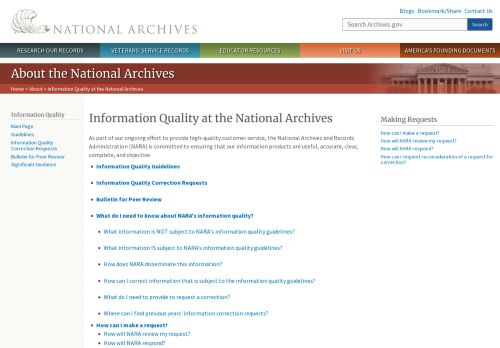 NATIONAL ARCHIVES
Blogs · Bookmark/Share · Contact Us
Search Archives.gov
Search
RESEARCH OUR RECORDS
VETERANS' SERVICE RECORDS
EDUCATOR RESOURCES
VISIT US
AMERICA'S FOUNDING DOCUMENTS
About the National Archives
Home > About > Information Quality at the National Archives
Information Quality
Main Page
Guidelines
Information Quality
Correction Requests
Bulletin for Peer Review
Significant Guidance
Information Quality at the National Archives
As part of our ongoing effort to provide high-quality customer service, the National Archives and Records
Administration (NARA) is committed to ensuring that our information products are useful, accurate, clear,
complete, and objective.
Information Quality Guidelines
Information Quality Correction Requests
Bulletin for Peer Review
What do I need to know about NARA's information quality?
What information is NOT subject to NARA's information quality guidelines?
What information IS subject to NARA's information quality guidelines?
How does NARA disseminate this information?
How can I correct information that is subject to the information quality guidelines?
What do I need to provide to request a correction?
Where can I find previous years' information correction requests?
How can I make a request?
How will NARA review my request?
How will NARA respond?
Making Requests
How can I make a request?
How will NARA review my request?
How will NARA respond?
How can I request reconsideration of a request for
correction?